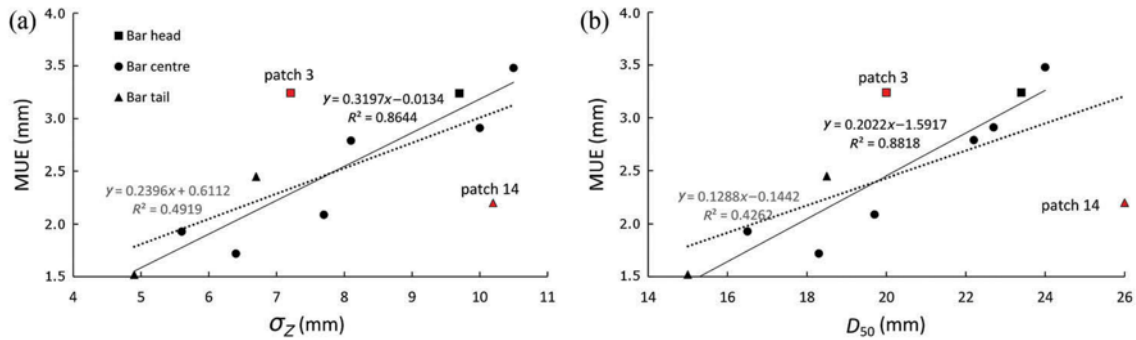 (a)
4.0
3.5
3.0
2.5
2.0
1.5
MUE (mm)
Bar head
Bar centre
Bar tail
patch 3
y = 0.3197x−0.0134
R² = 0.8644
y = 0.2396x + 0.6112
R² = 0.4919
patch 14
4 5 6 7 8 9 10 11
σZ (mm)
(b)
4.0
3.5
3.0
2.5
2.0
1.5
MUE (mm)
patch 3
y = 0.2022x−1.5917
R² = 0.8818
y = 0.1288x−0.1442
R² = 0.4262
patch 14
14 16 18 20 22 24 26
D50 (mm)